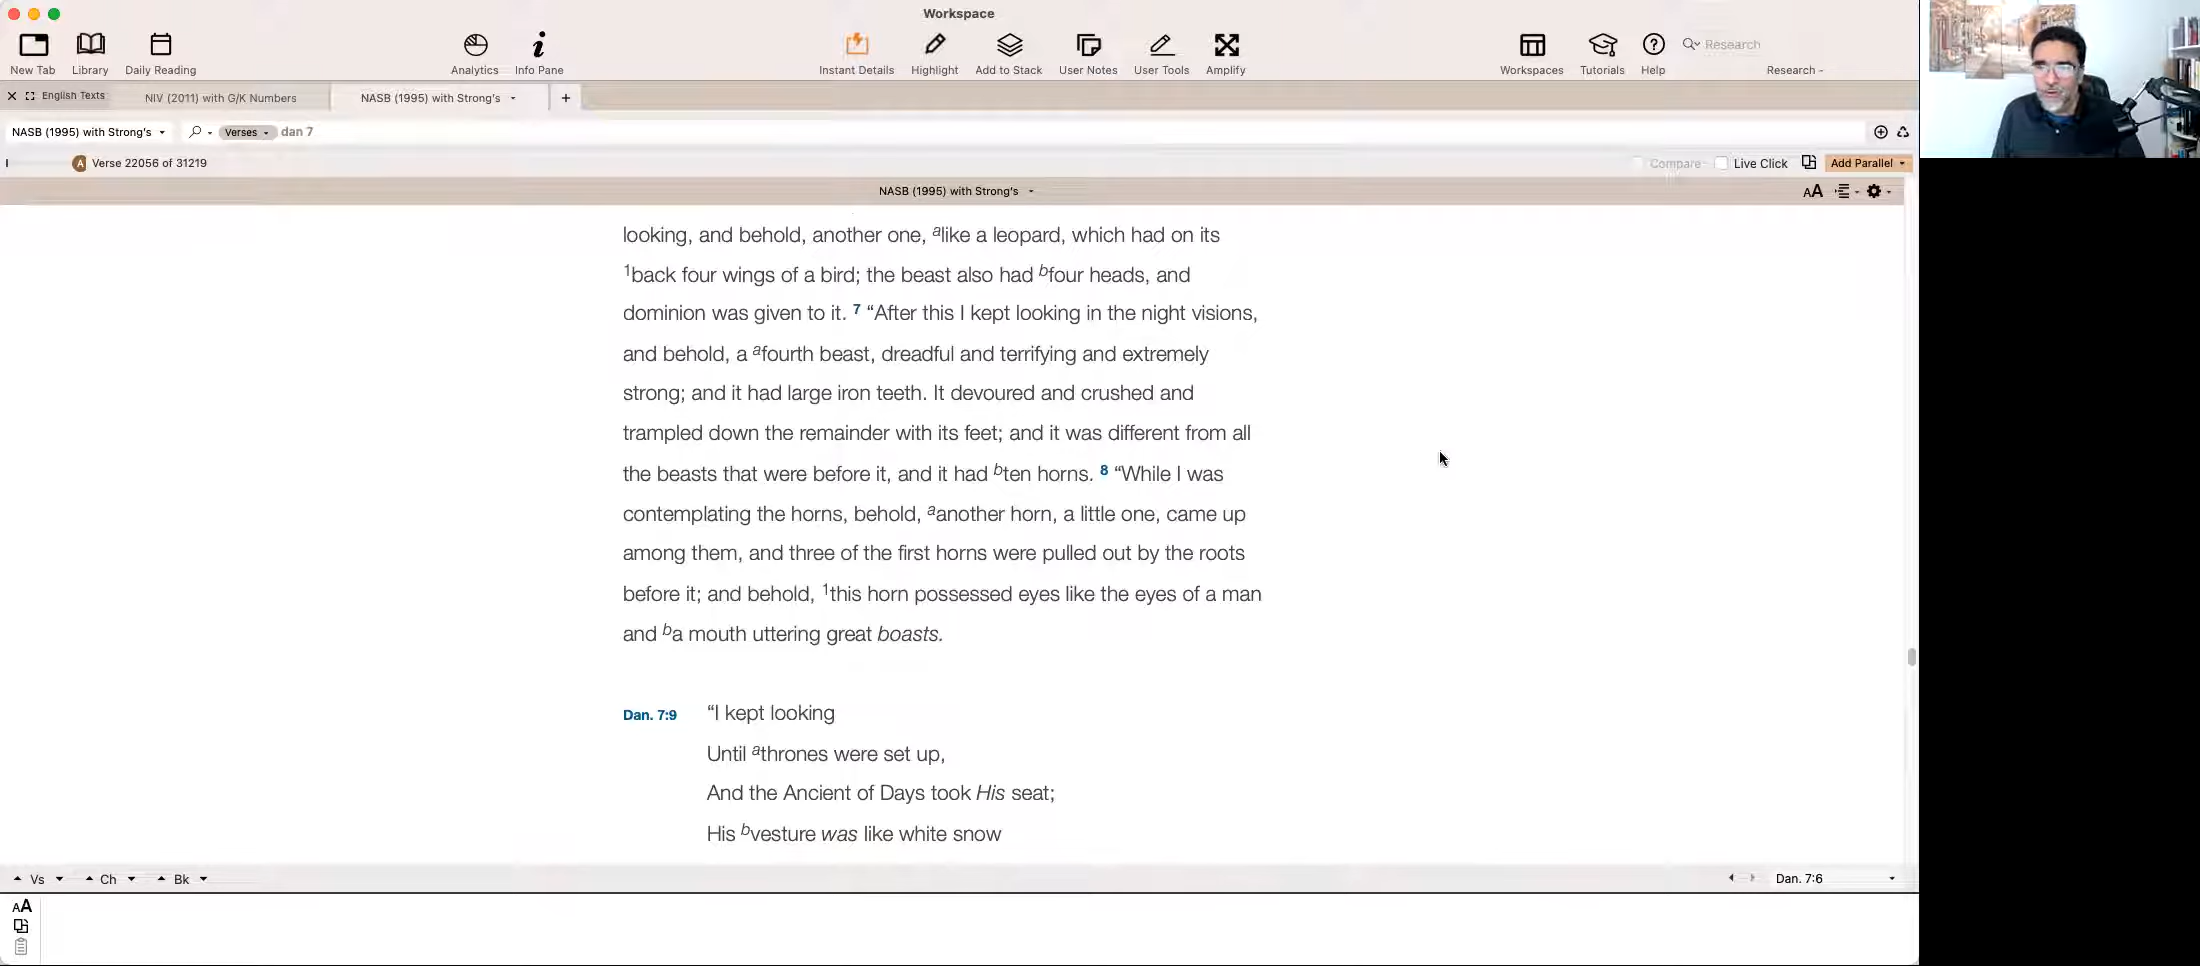 Workspace
New Tab
Library
Daily Reading
Analytics
Info Pane
Instant Details
Highlight
Add to Stack
User Notes
User Tools
Amplify
Workspaces
Tutorials
Help
Research
Research
English Texts
NIV (2011) with G/K Numbers
NASB (1995) with Strong's
NASB (1995) with Strong's
Verses
dan 7
Verse 22056 of 31219
Compare
Live Click
Add Parallel
NASB (1995) with Strong's
AA
looking, and behold, another one, alike a leopard, which had on its
1back four wings of a bird; the beast also had bfour heads, and
dominion was given to it. 7 “After this I kept looking in the night visions,
and behold, a afourth beast, dreadful and terrifying and extremely
strong; and it had large iron teeth. It devoured and crushed and
trampled down the remainder with its feet; and it was different from all
the beasts that were before it, and it had bten horns. 8 “While I was
contemplating the horns, behold, aanother horn, a little one, came up
among them, and three of the first horns were pulled out by the roots
before it; and behold, 1this horn possessed eyes like the eyes of a man
and ba mouth uttering great boasts.
Dan. 7:9 “I kept looking
Until athrones were set up,
And the Ancient of Days took His seat;
His bvesture was like white snow
Vs
Ch
Bk
Dan. 7:6
AA